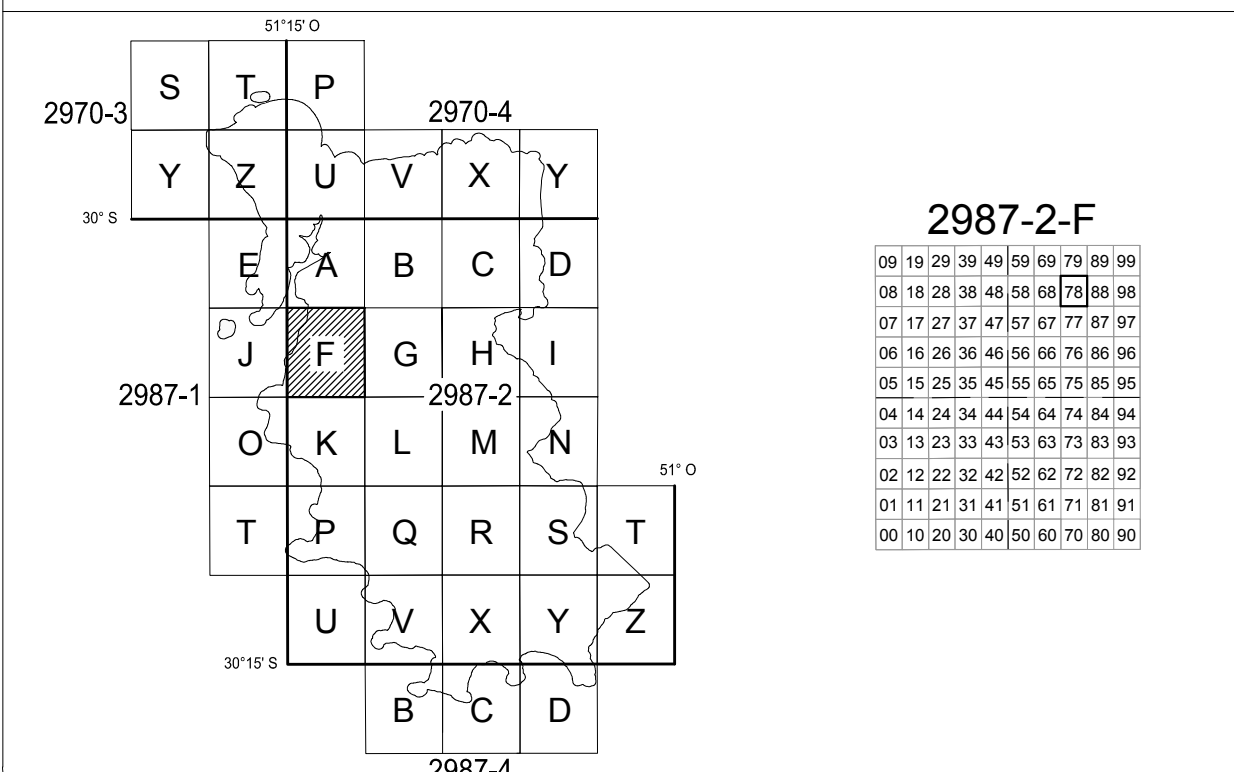 51°15' O
S T P
2970-3 2970-4
Y Z U V X Y
30° S
E A B C D
J F G H I
2987-1 2987-2
O K L M N
51° O
T P Q R S T
U V X Y Z
30°15' S
B C D
2987-4
2987-2-F
09 19 29 39 49 59 69 79 89 99
08 18 28 38 48 58 68 78 88 98
07 17 27 37 47 57 67 77 87 97
06 16 26 36 46 56 66 76 86 96
05 15 25 35 45 55 65 75 85 95
04 14 24 34 44 54 64 74 84 94
03 13 23 33 43 53 63 73 83 93
02 12 22 32 42 52 62 72 82 92
01 11 21 31 41 51 61 71 81 91
00 10 20 30 40 50 60 70 80 90